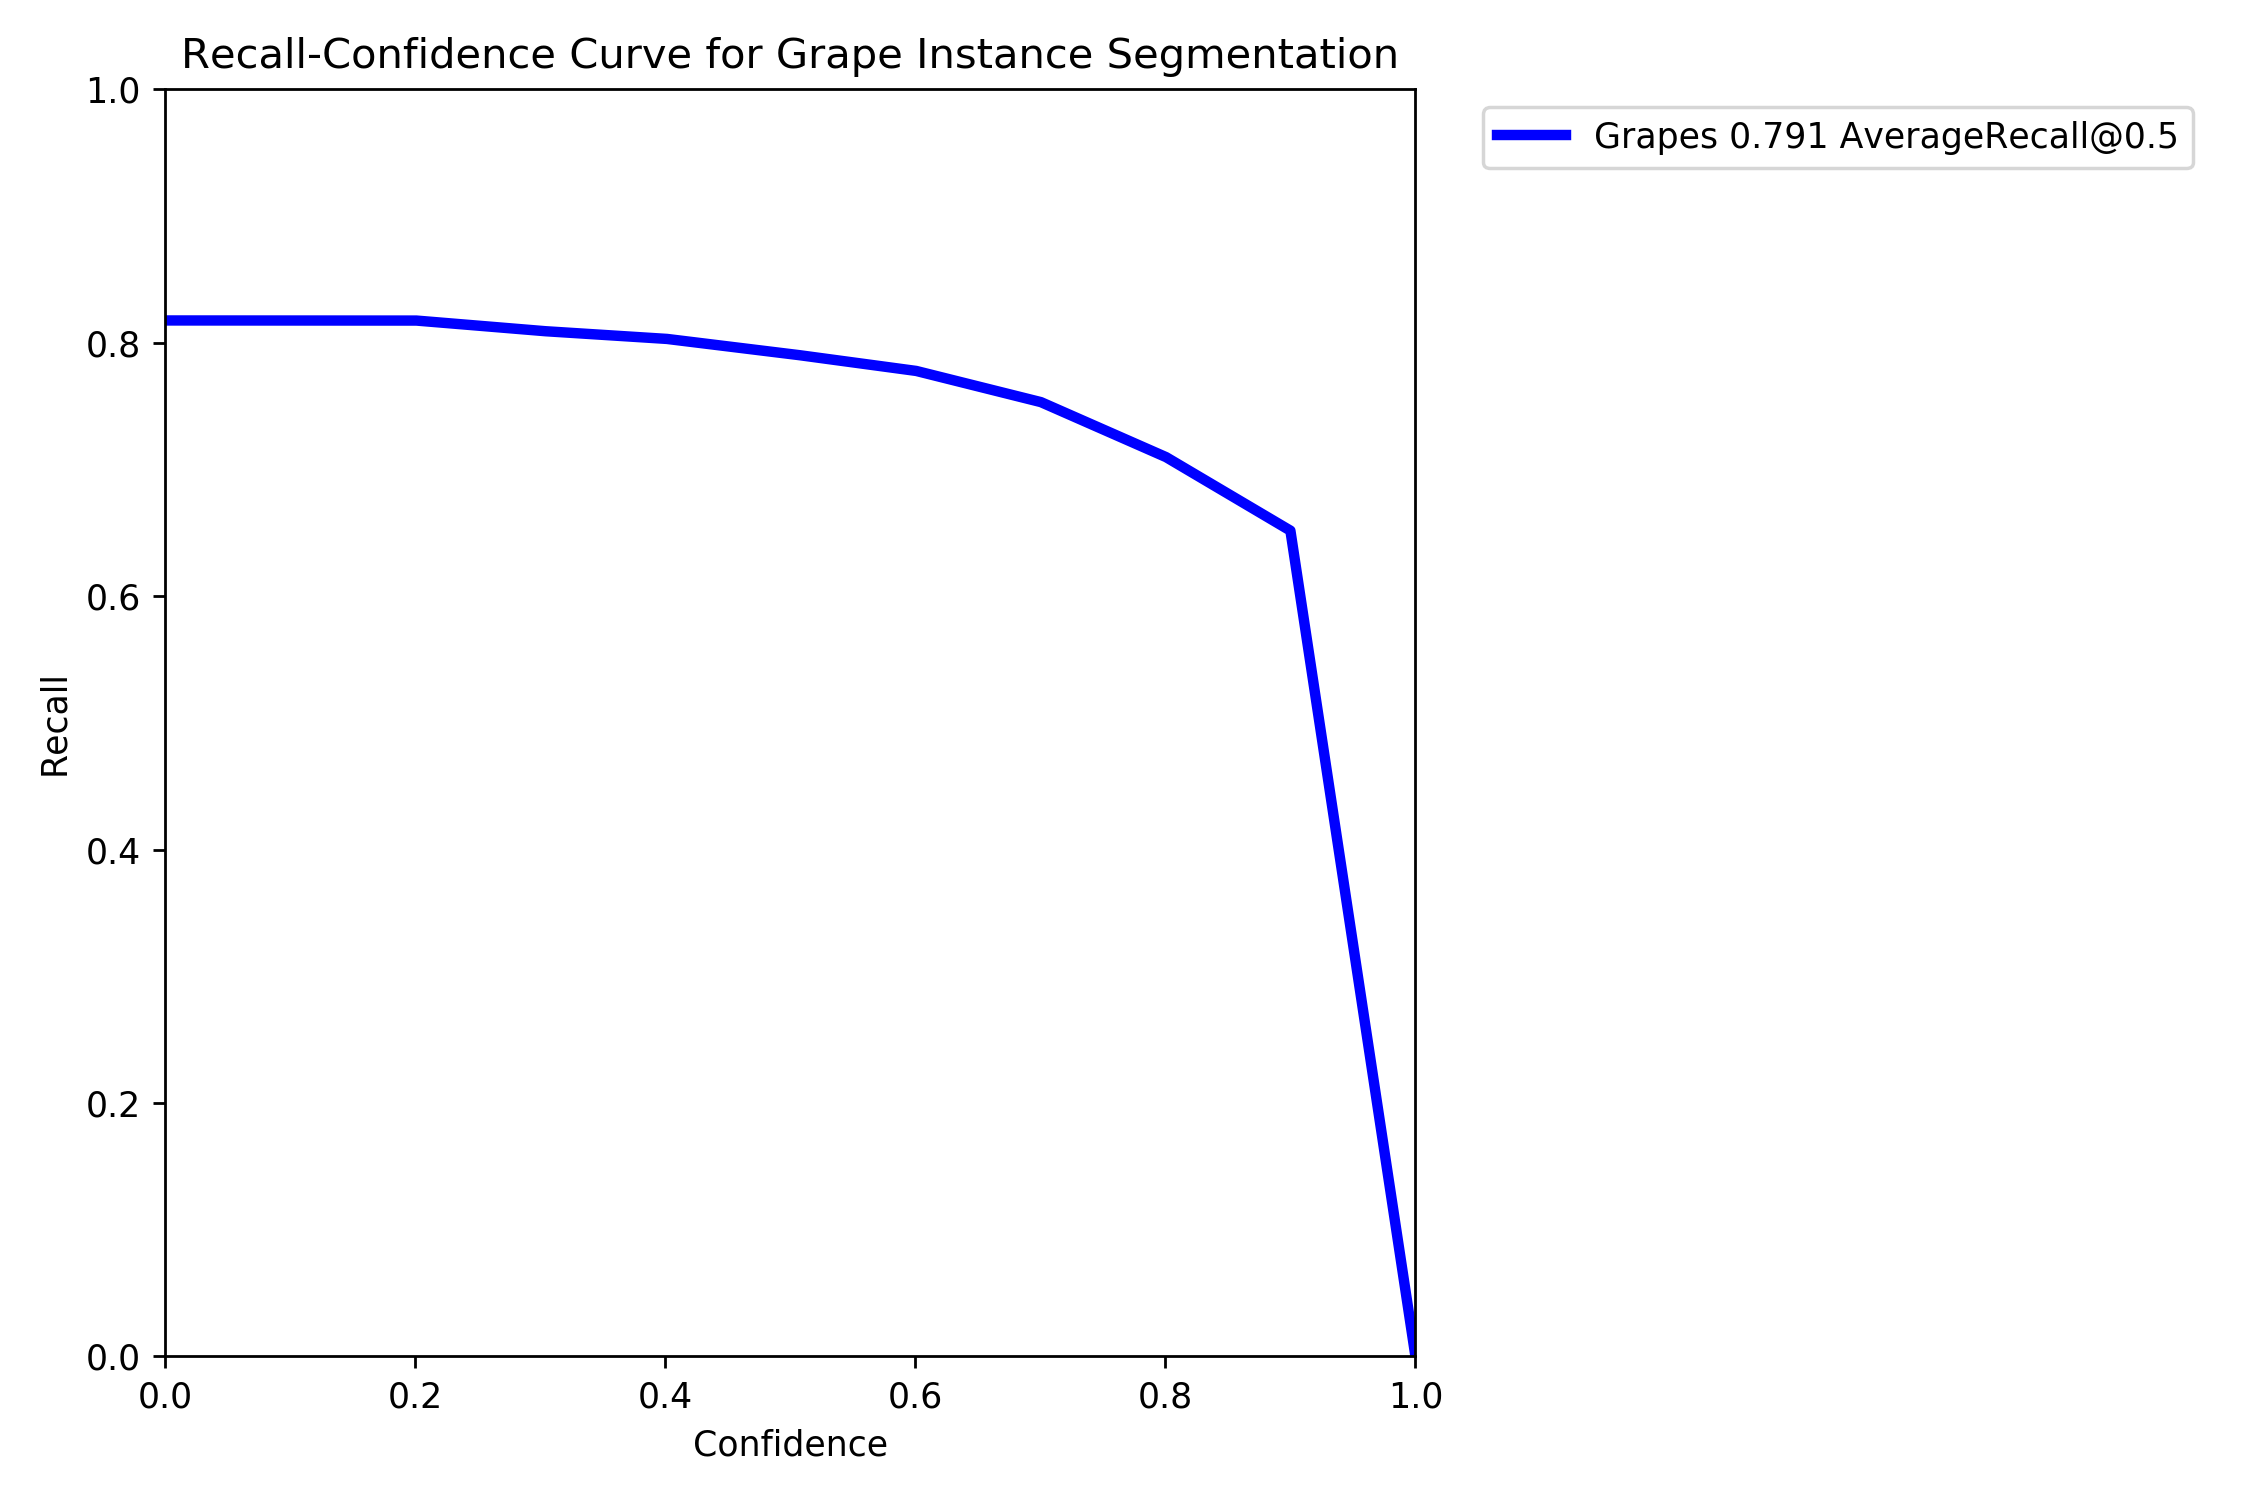 Recall-Confidence Curve for Grape Instance Segmentation
Grapes 0.791 AverageRecall@0.5
1.0
0.8
0.6
0.4
0.2
0.0
Recall
0.0 0.2 0.4 0.6 0.8 1.0
Confidence